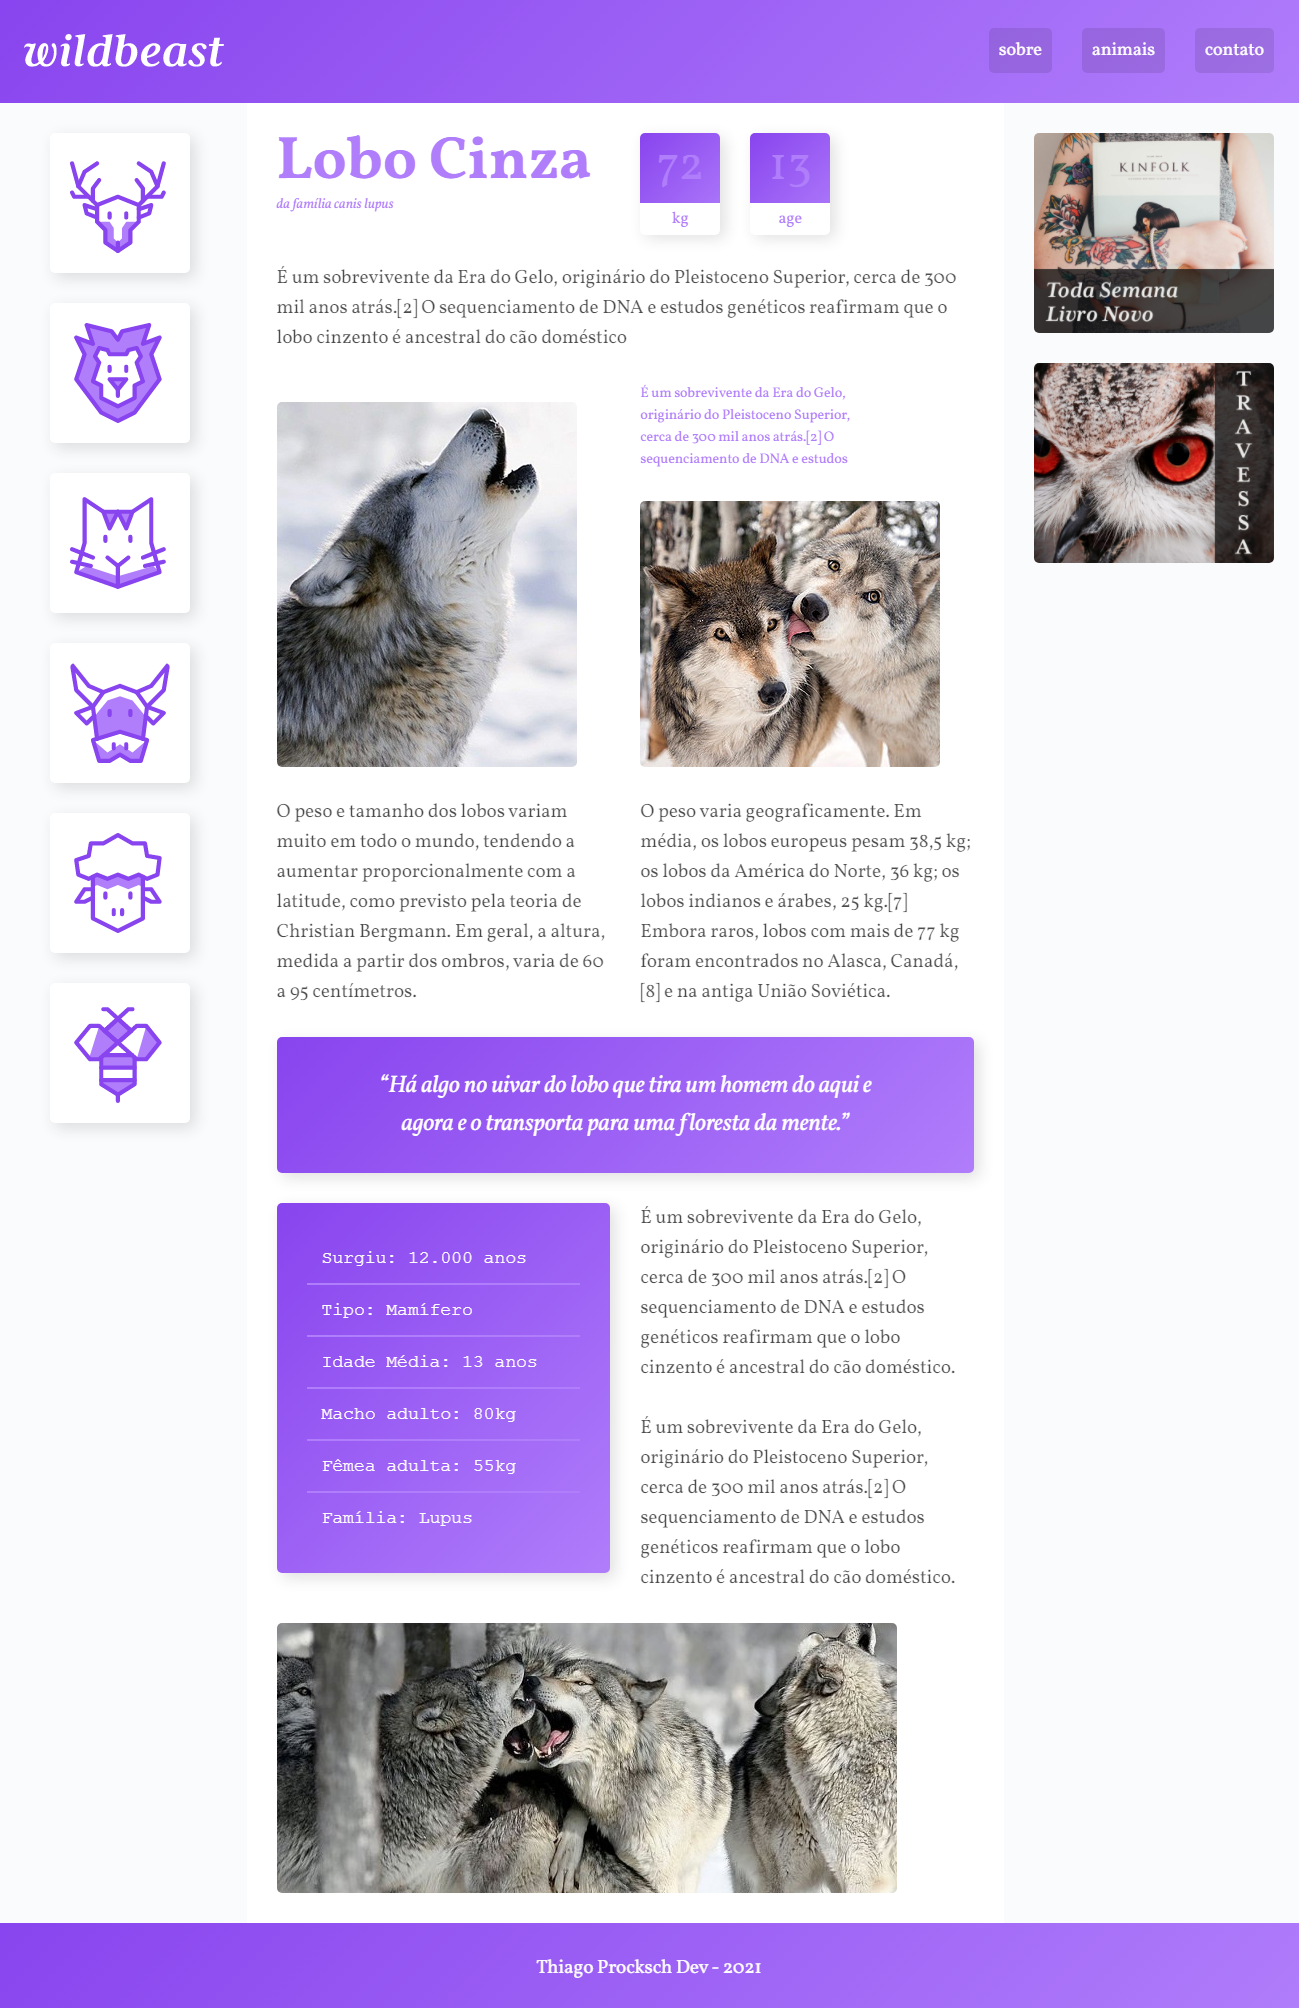 wildbeast
sobre
animais
contato
Lobo Cinza
da família canis lupus
72
kg
13
age
É um sobrevivente da Era do Gelo, originário do Pleistoceno Superior, cerca de 300
mil anos atrás.[2] O sequenciamento de DNA e estudos genéticos reafirmam que o
lobo cinzento é ancestral do cão doméstico
É um sobrevivente da Era do Gelo,
originário do Pleistoceno Superior,
cerca de 300 mil anos atrás.[2] O
sequenciamento de DNA e estudos
O peso e tamanho dos lobos variam
muito em todo o mundo, tendendo a
aumentar proporcionalmente com a
latitude, como previsto pela teoria de
Christian Bergmann. Em geral, a altura,
medida a partir dos ombros, varia de 60
a 95 centímetros.
O peso varia geograficamente. Em
média, os lobos europeus pesam 38,5 kg;
os lobos da América do Norte, 36 kg; os
lobos indianos e árabes, 25 kg.[7]
Embora raros, lobos com mais de 77 kg
foram encontrados no Alasca, Canadá,
[8] e na antiga União Soviética.
“Há algo no uivar do lobo que tira um homem do aqui e
agora e o transporta para uma floresta da mente.”
Surgiu: 12.000 anos
Tipo: Mamífero
Idade Média: 13 anos
Macho adulto: 80kg
Fêmea adulta: 55kg
Família: Lupus
É um sobrevivente da Era do Gelo,
originário do Pleistoceno Superior,
cerca de 300 mil anos atrás.[2] O
sequenciamento de DNA e estudos
genéticos reafirmam que o lobo
cinzento é ancestral do cão doméstico.
É um sobrevivente da Era do Gelo,
originário do Pleistoceno Superior,
cerca de 300 mil anos atrás.[2] O
sequenciamento de DNA e estudos
genéticos reafirmam que o lobo
cinzento é ancestral do cão doméstico.
KINFOLK
Toda Semana
Livro Novo
TRAVESSA
Thiago Procksch Dev - 2021